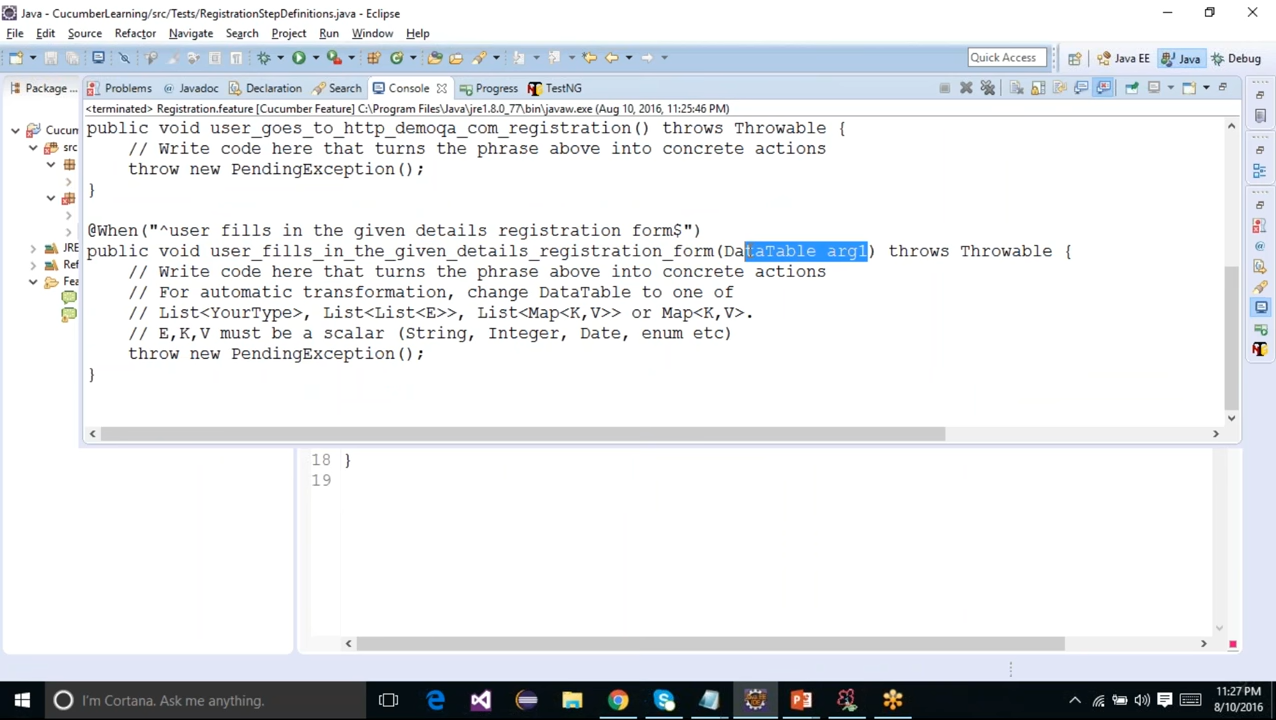 Java - CucumberLearning/src/Tests/RegistrationStepDefinitions.java - Eclipse
File Edit Source Refactor Navigate Search Project Run Window Help
Quick Access Java EE Java Debug
Package ... Problems Javadoc Declaration Search Console Progress TestNG
<terminated> Registration.feature [Cucumber Feature] C:\Program Files\Java\jre1.8.0_77\bin\javaw.exe (Aug 10, 2016, 11:25:46 PM)
Cucum
src
JRE
Ref
Fea
public void user_goes_to_http_demoqa_com_registration() throws Throwable {
// Write code here that turns the phrase above into concrete actions
throw new PendingException();
}
@When("^user fills in the given details registration form$")
public void user_fills_in_the_given_details_registration_form(DataTable arg1) throws Throwable {
// Write code here that turns the phrase above into concrete actions
// For automatic transformation, change DataTable to one of
// List<YourType>, List<List<E>>, List<Map<K,V>> or Map<K,V>.
// E,K,V must be a scalar (String, Integer, Date, enum etc)
throw new PendingException();
}
18 }
19
I'm Cortana. Ask me anything.
11:27 PM
8/10/2016